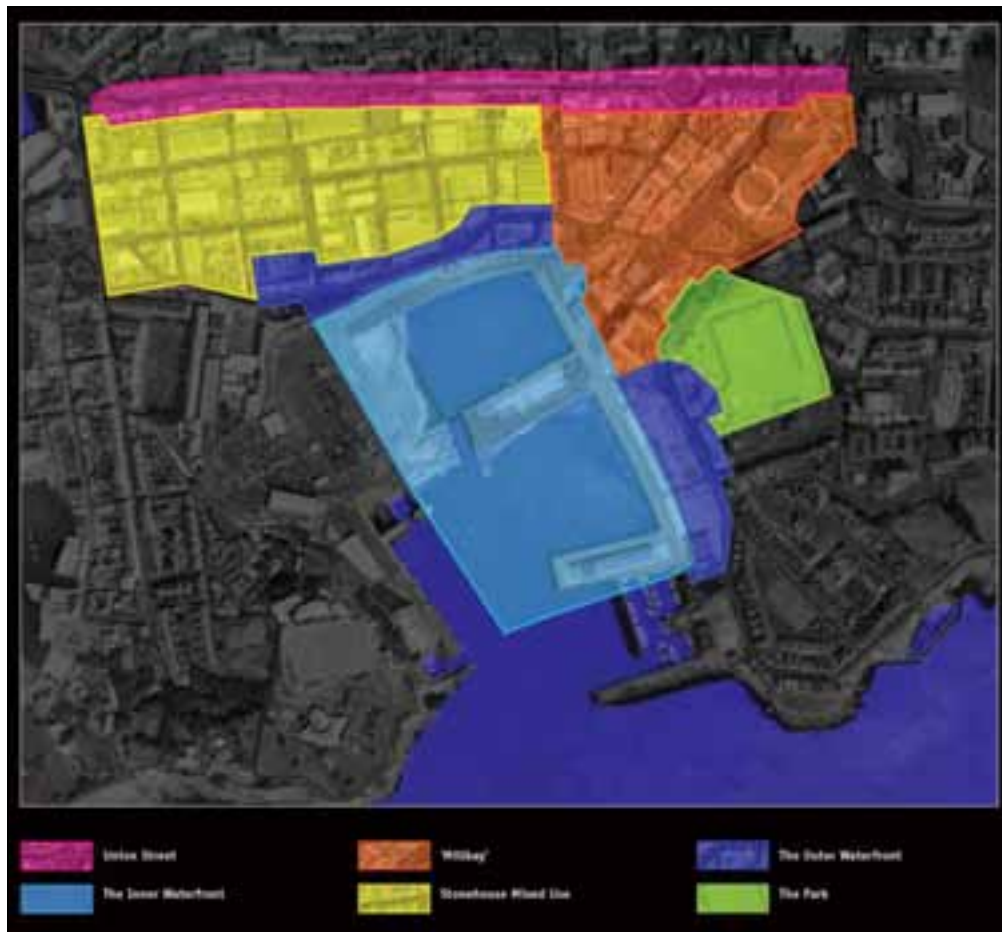 Union Street
'Millbay'
The Outer Waterfront
The Inner Waterfront
Stonehouse Mixed Use
The Park